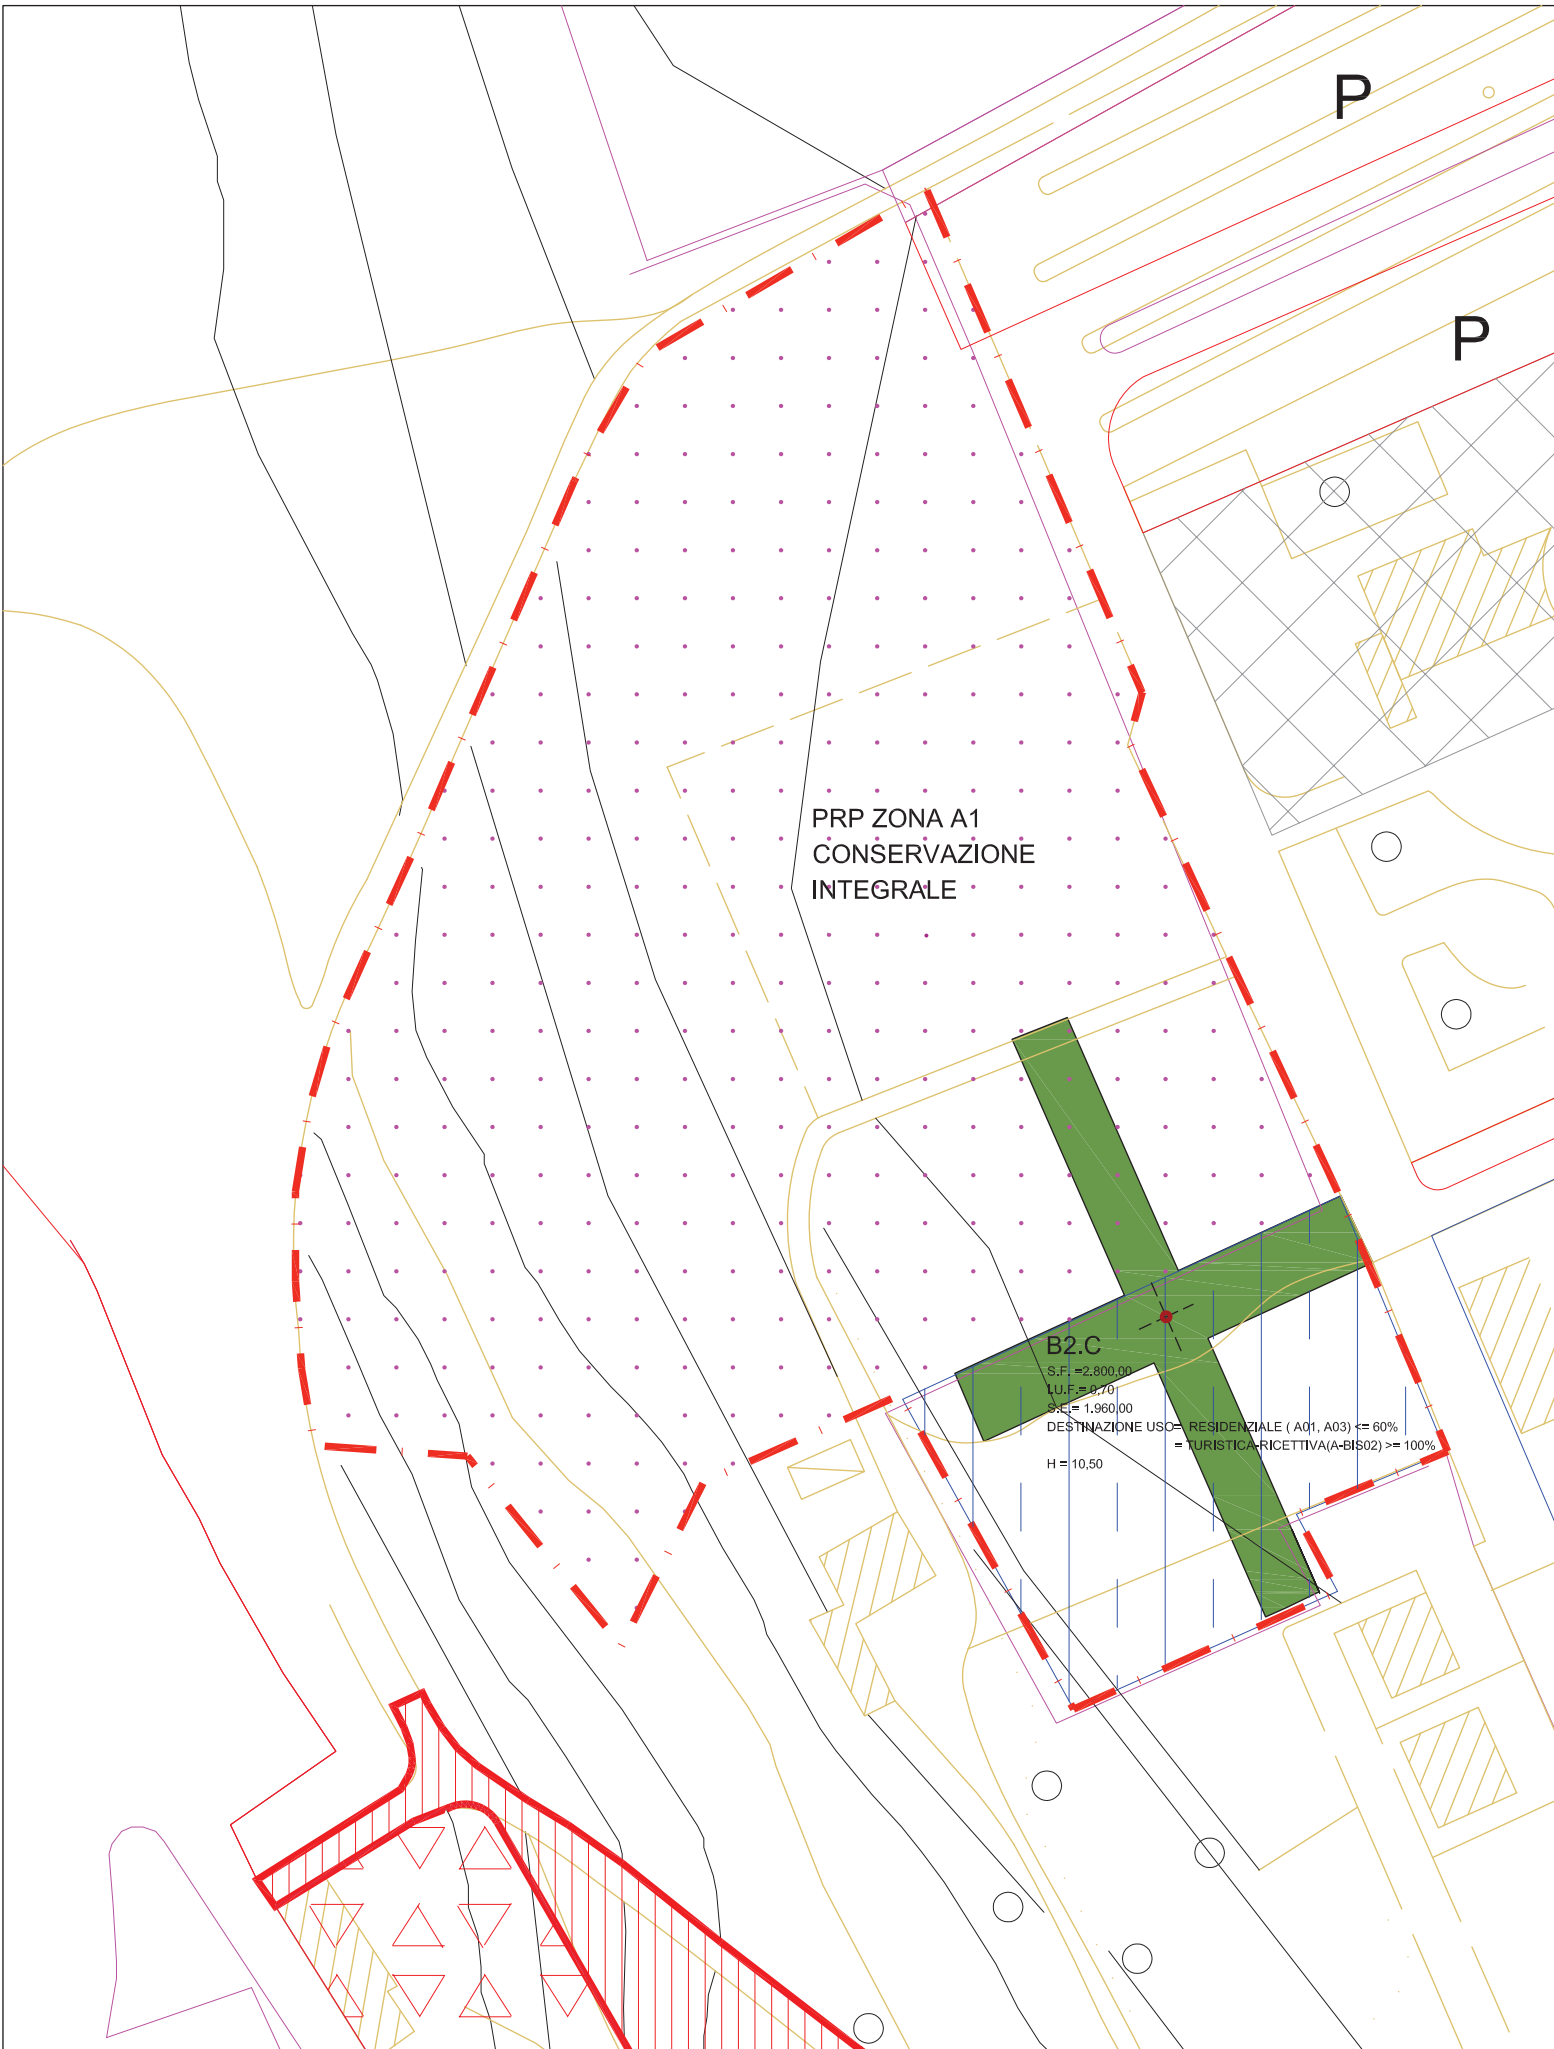 P
P
PRP ZONA A1
CONSERVAZIONE
INTEGRALE
B2.C
S.F. =2.800,00
I.U.F.= 0,70
S.E.= 1.960,00
DESTINAZIONE USO= RESIDENZIALE ( A01, A03) <= 60%
= TURISTICA-RICETTIVA(A-BIS02) >= 100%
H = 10,50